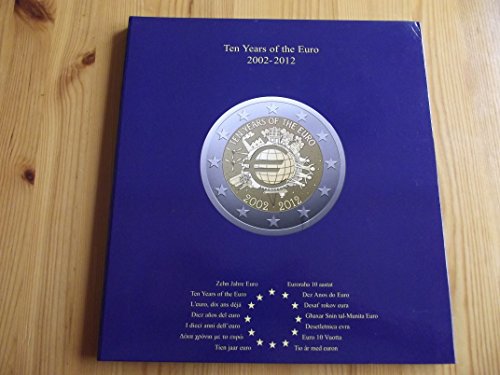 Ten Years of the Euro
2002-2012
TEN YEARS OF THE EURO
2002 - 2012
Zehn Jahre Euro
Ten Years of the Euro
L'euro, dix ans déjà
Diez años del euro
I dieci anni dell'euro
Δέκα χρόνια με το ευρώ
Tien jaar euro
Euroraha 10 aastat
Dez Anos do Euro
Desať rokov eura
Għaxar Snin tal-Munita Euro
Desetletnica evra
Euro 10 Vuotta
Tio år med euron